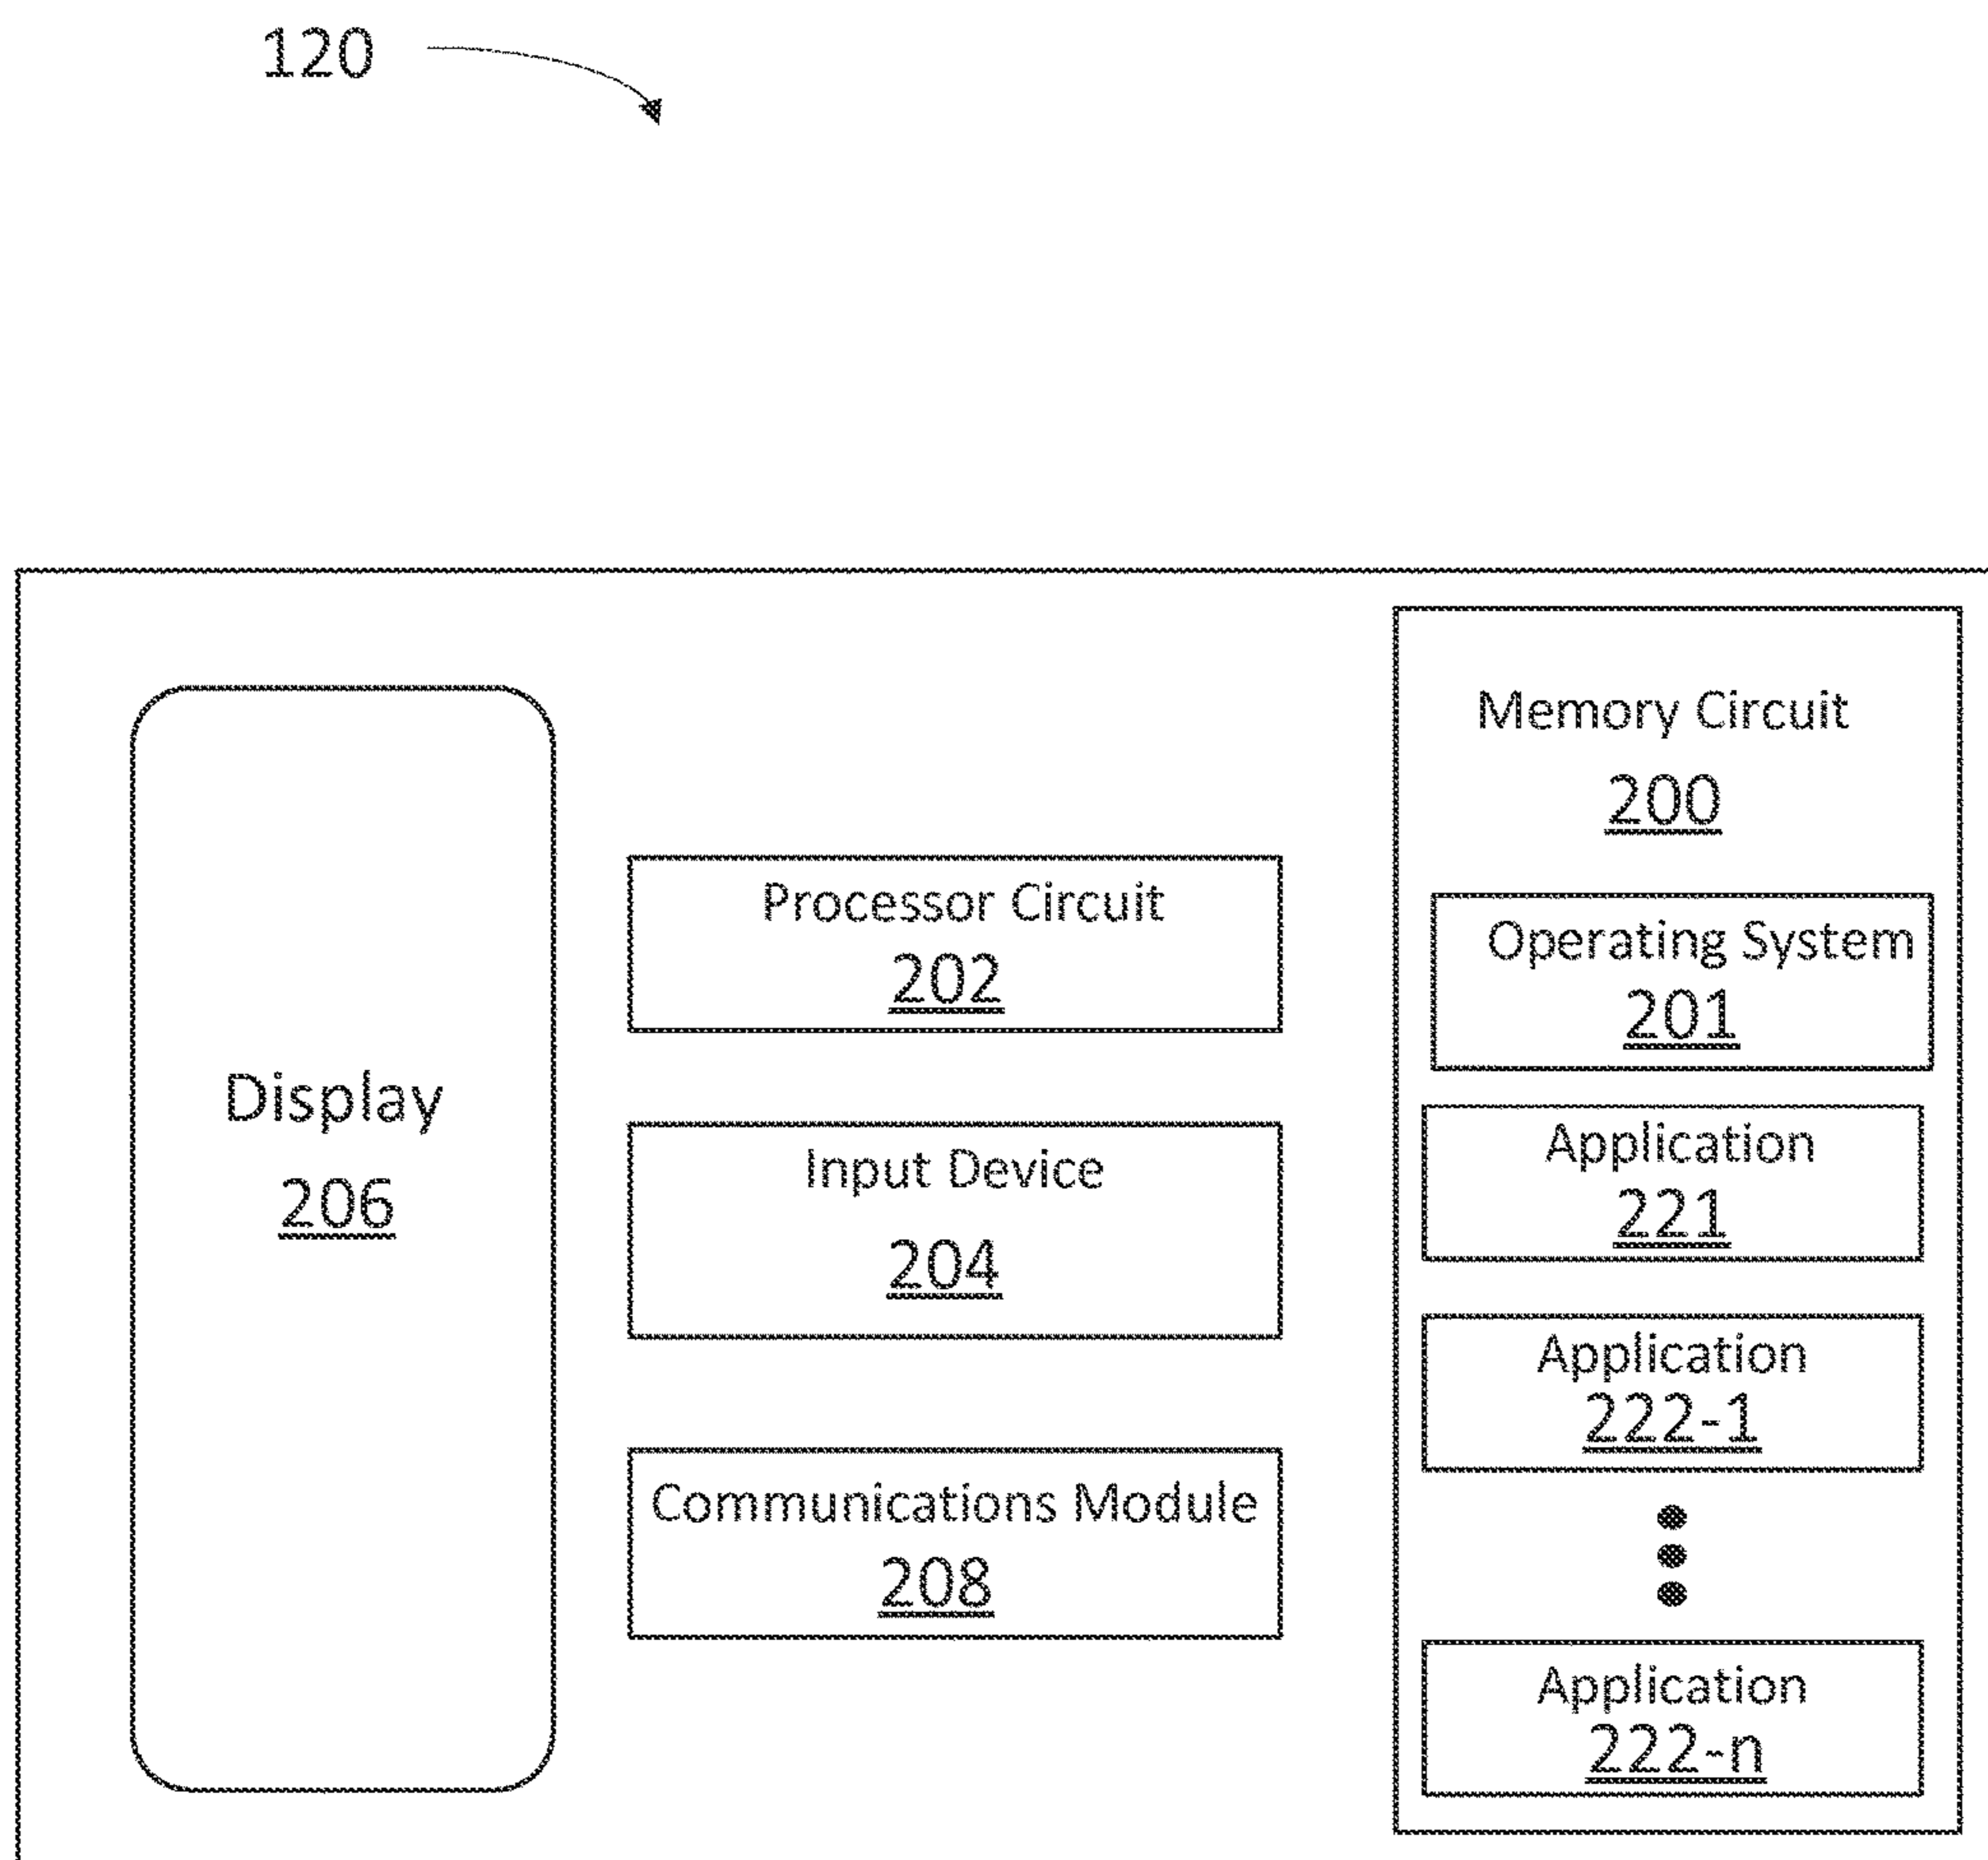 120
Display
206
Processor Circuit
202
Input Device
204
Communications Module
208
Memory Circuit
200
Operating System
201
Application
221
Application
222-1
Application
222-n